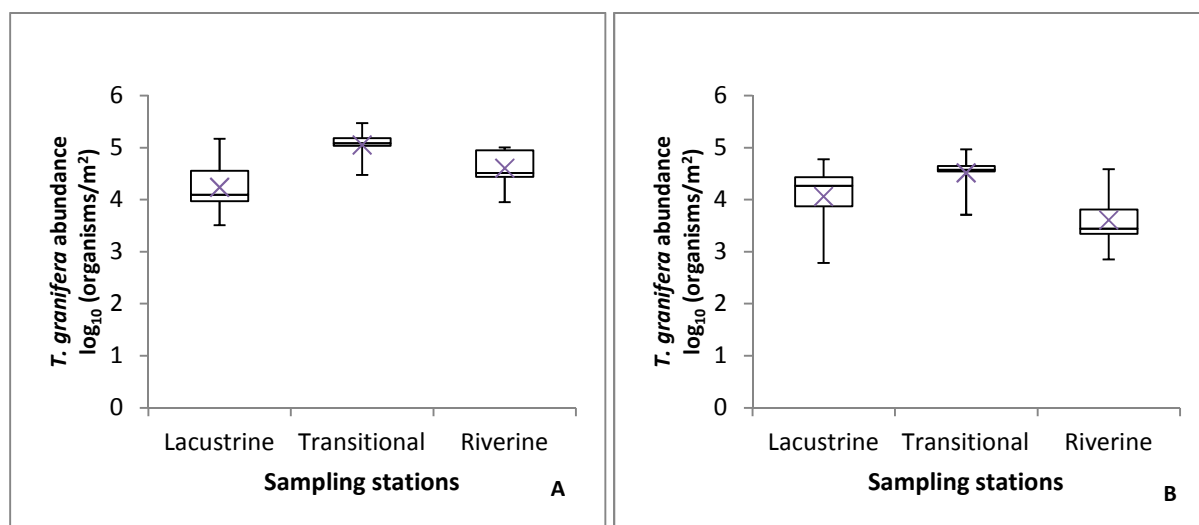 T. granifera abundance
log₁₀ (organisms/m²)
6
5
4
3
2
1
0
Lacustrine Transitional Riverine
Sampling stations
A
T. granifera abundance
log₁₀ (organisms/m²)
6
5
4
3
2
1
0
Lacustrine Transitional Riverine
Sampling stations
B